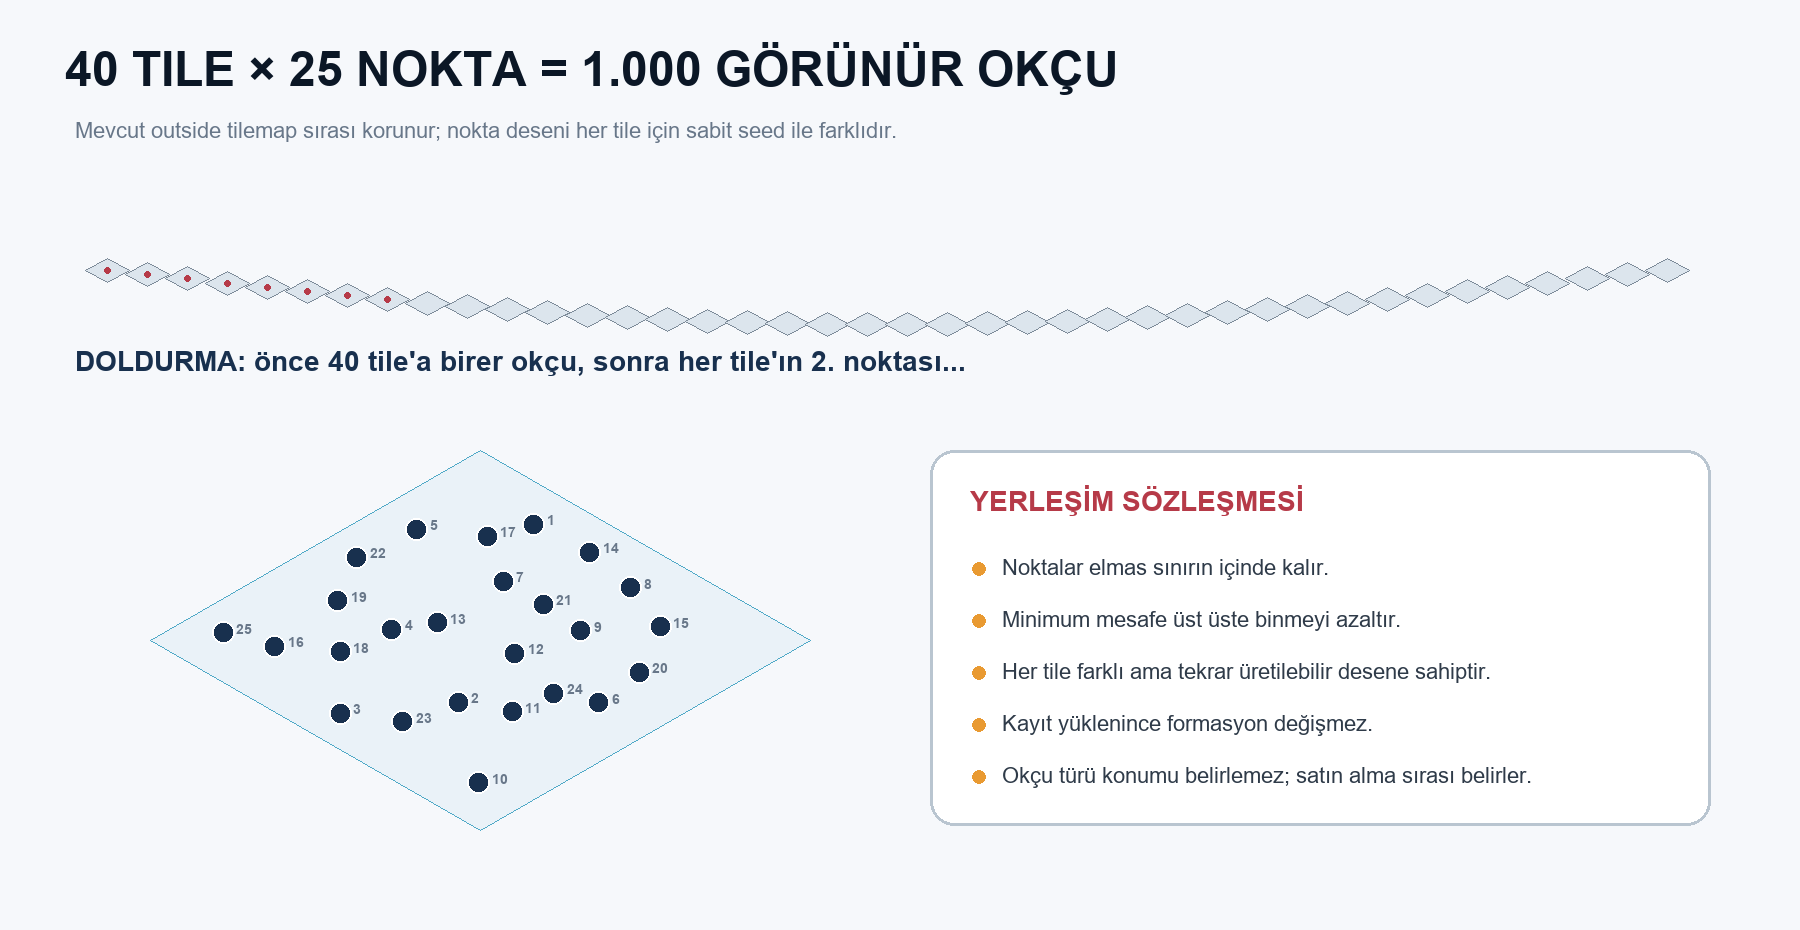 40 TILE × 25 NOKTA = 1.000 GÖRÜNÜR OKÇU
Mevcut outside tilemap sırası korunur; nokta deseni her tile için sabit seed ile farklıdır.
DOLDURMA: önce 40 tile'a birer okçu, sonra her tile'ın 2. noktası...
5
17
1
22
14
7
8
19
21
4
13
9
15
25
16
18
12
20
3
23
2
11
24
6
10
YERLEŞİM SÖZLEŞMESİ
Noktalar elmas sınırın içinde kalır.
Minimum mesafe üst üste binmeyi azaltır.
Her tile farklı ama tekrar üretilebilir desene sahiptir.
Kayıt yüklenince formasyon değişmez.
Okçu türü konumu belirlemez; satın alma sırası belirler.